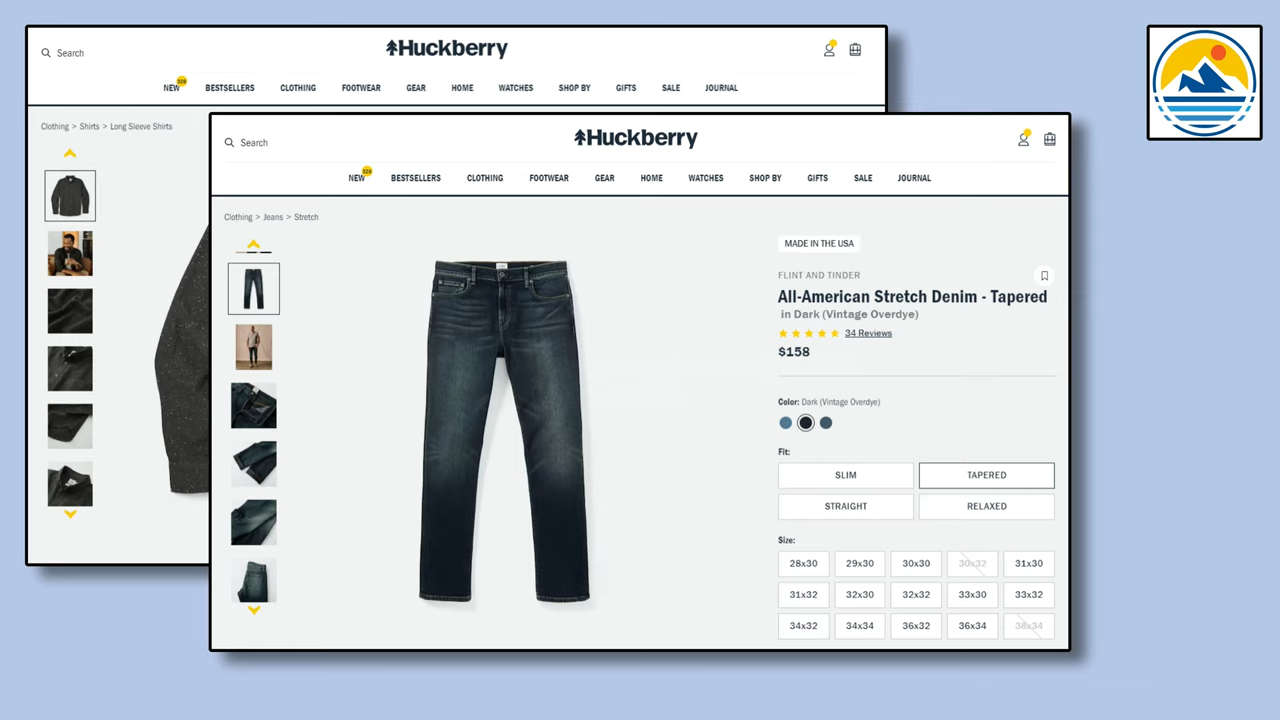 Search
Huckberry
NEW 328 BESTSELLERS CLOTHING FOOTWEAR GEAR HOME WATCHES SHOP BY GIFTS SALE JOURNAL
Clothing > Shirts > Long Sleeve Shirts
Search
Huckberry
NEW 328 BESTSELLERS CLOTHING FOOTWEAR GEAR HOME WATCHES SHOP BY GIFTS SALE JOURNAL
Clothing > Jeans > Stretch
MADE IN THE USA
FLINT AND TINDER
All-American Stretch Denim - Tapered
in Dark (Vintage Overdye)
34 Reviews
$158
Color: Dark (Vintage Overdye)
Fit:
SLIM TAPERED
STRAIGHT RELAXED
Size:
28x30 29x30 30x30 30x32 31x30
31x32 32x30 32x32 33x30 33x32
34x32 34x34 36x32 36x34 38x34